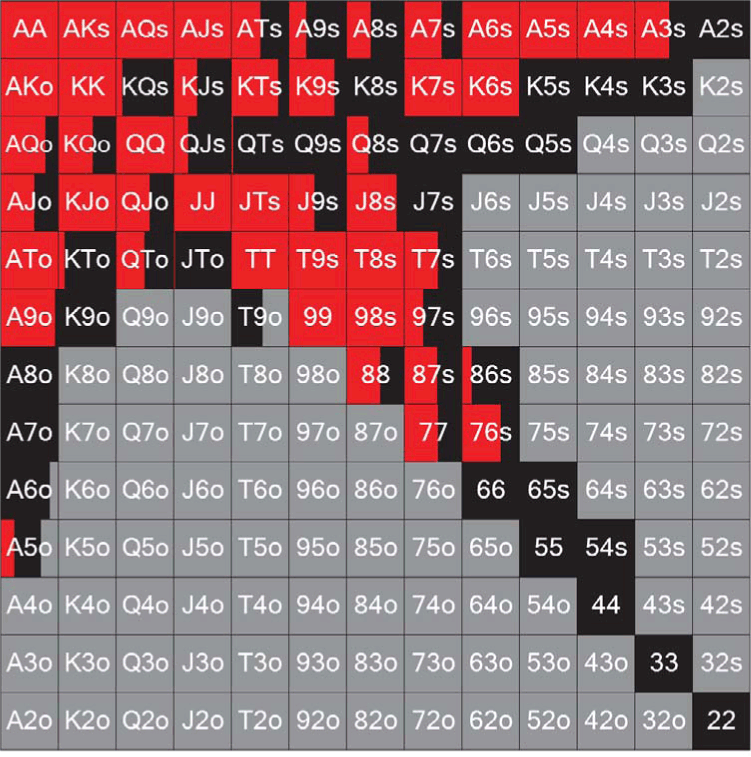 AA AKs AQs AJs ATs A9s A8s A7s A6s A5s A4s A3s A2s
AKo KK KQs KJs KTs K9s K8s K7s K6s K5s K4s K3s K2s
AQo KQo QQ QJs QTs Q9s Q8s Q7s Q6s Q5s Q4s Q3s Q2s
AJo KJo QJo JJ JTs J9s J8s J7s J6s J5s J4s J3s J2s
ATo KTo QTo JTo TT T9s T8s T7s T6s T5s T4s T3s T2s
A9o K9o Q9o J9o T9o 99 98s 97s 96s 95s 94s 93s 92s
A8o K8o Q8o J8o T8o 98o 88 87s 86s 85s 84s 83s 82s
A7o K7o Q7o J7o T7o 97o 87o 77 76s 75s 74s 73s 72s
A6o K6o Q6o J6o T6o 96o 86o 76o 66 65s 64s 63s 62s
A5o K5o Q5o J5o T5o 95o 85o 75o 65o 55 54s 53s 52s
A4o K4o Q4o J4o T4o 94o 84o 74o 64o 54o 44 43s 42s
A3o K3o Q3o J3o T3o 93o 83o 73o 63o 53o 43o 33 32s
A2o K2o Q2o J2o T2o 92o 82o 72o 62o 52o 42o 32o 22